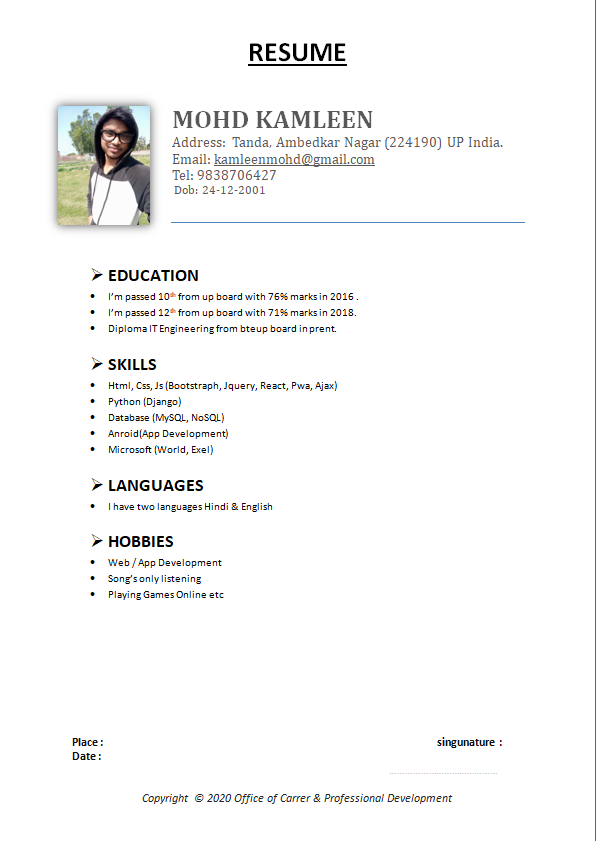 RESUME
MOHD KAMLEEN
Address: Tanda, Ambedkar Nagar (224190) UP India.
Email: kamleenmohd@gmail.com
Tel: 9838706427
Dob: 24-12-2001
➢ EDUCATION
• I'm passed 10th from up board with 76% marks in 2016 .
• I'm passed 12th from up board with 71% marks in 2018.
• Diploma IT Engineering from bteup board in prent.
➢ SKILLS
• Html, Css, Js (Bootstraph, Jquery, React, Pwa, Ajax)
• Python (Django)
• Database (MySQL, NoSQL)
• Anroid(App Development)
• Microsoft (World, Exel)
➢ LANGUAGES
• I have two languages Hindi & English
➢ HOBBIES
• Web / App Development
• Song's only listening
• Playing Games Online etc
Place :
singunature :
Date :
Copyright © 2020 Office of Carrer & Professional Development